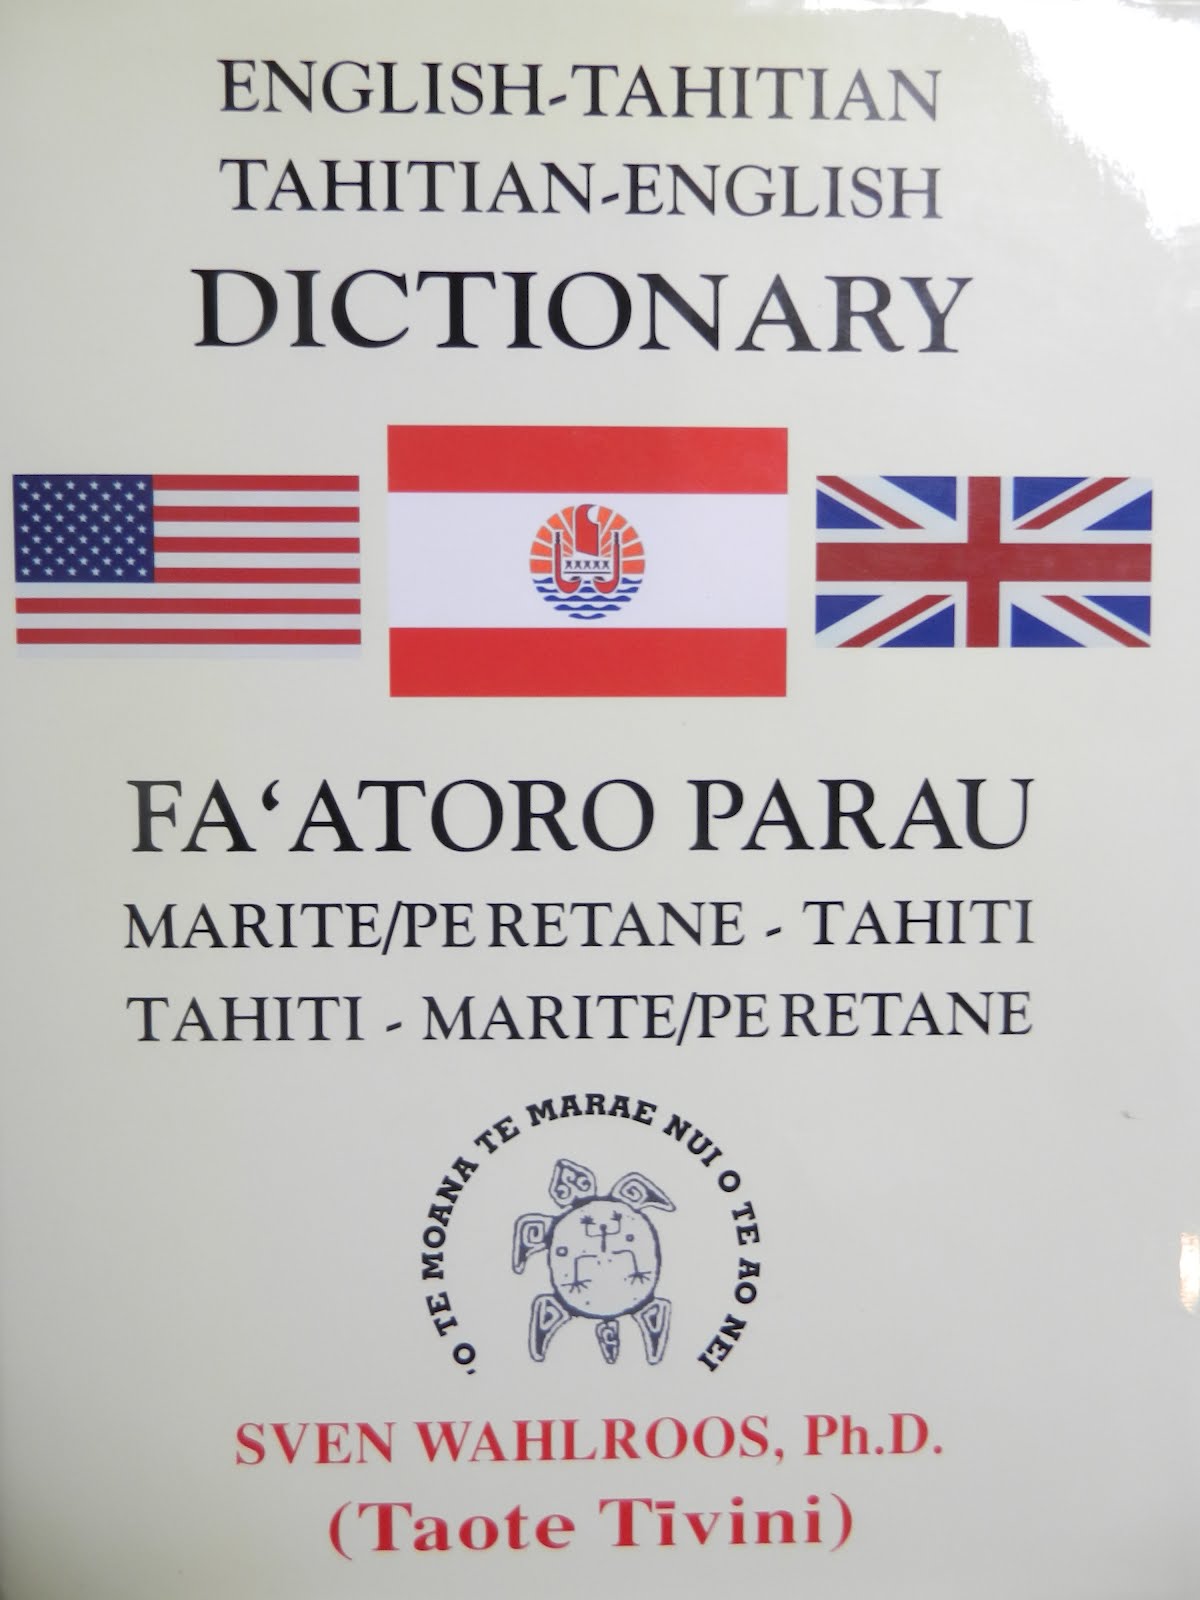 ENGLISH-TAHITIAN
TAHITIAN-ENGLISH
DICTIONARY
FA‘ATORO PARAU
MARITE/PERETANE - TAHITI
TAHITI - MARITE/PERETANE
‘O TE MOANA TE MARAE NUI O TE AO NEI
SVEN WAHLROOS, Ph.D.
(Taote Tīvini)